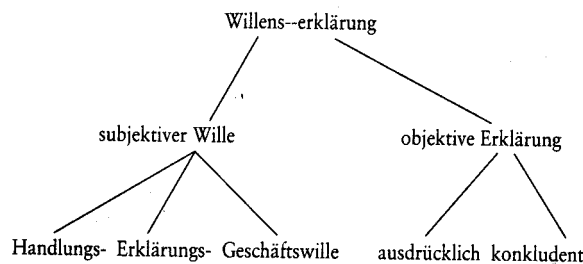 Willens--erklärung
subjektiver Wille
objektive Erklärung
Handlungs- Erklärungs- Geschäftswille
ausdrücklich konkludent